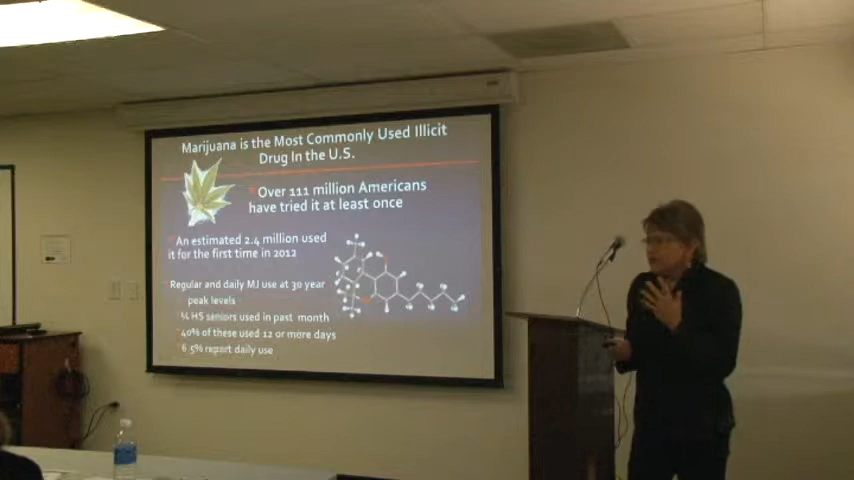 Marijuana is the Most Commonly Used Illicit
Drug In the U.S.
Over 111 million Americans
have tried it at least once
An estimated 2.4 million used
it for the first time in 2012
Regular and daily MJ use at 30 year
peak levels
¼ HS seniors used in past month
40% of these used 12 or more days
6.5% report daily use